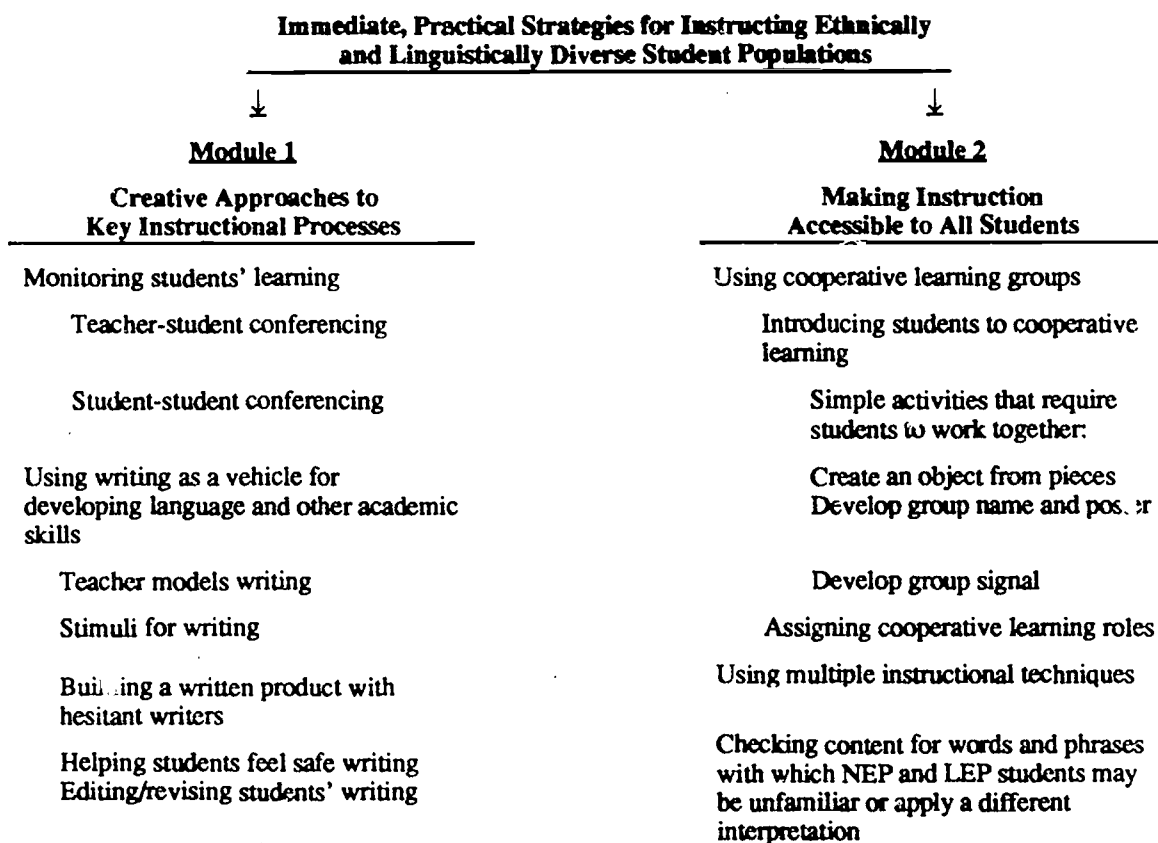 Immediate, Practical Strategies for Instructing Ethnically
and Linguistically Diverse Student Populations
Module 1
Creative Approaches to
Key Instructional Processes
Monitoring students' learning
Teacher-student conferencing
Student-student conferencing
Using writing as a vehicle for
developing language and other academic
skills
Teacher models writing
Stimuli for writing
a written product with
hesitant writers
Helping students feel safe writing
Editing/revising students' writing
Module 2
Making Instruction
Accessible to All Students
Using cooperative learning groups
Introducing students to cooperative
learning
Simple activities that require
students to work together:
Create an object from pieces
Develop group name and
Develop group signal
Assigning cooperative learning roles
Using multiple instructional techniques
Checking content for words and phrases
with which NEP and LEP students may
be unfamiliar or apply a different
interpretation